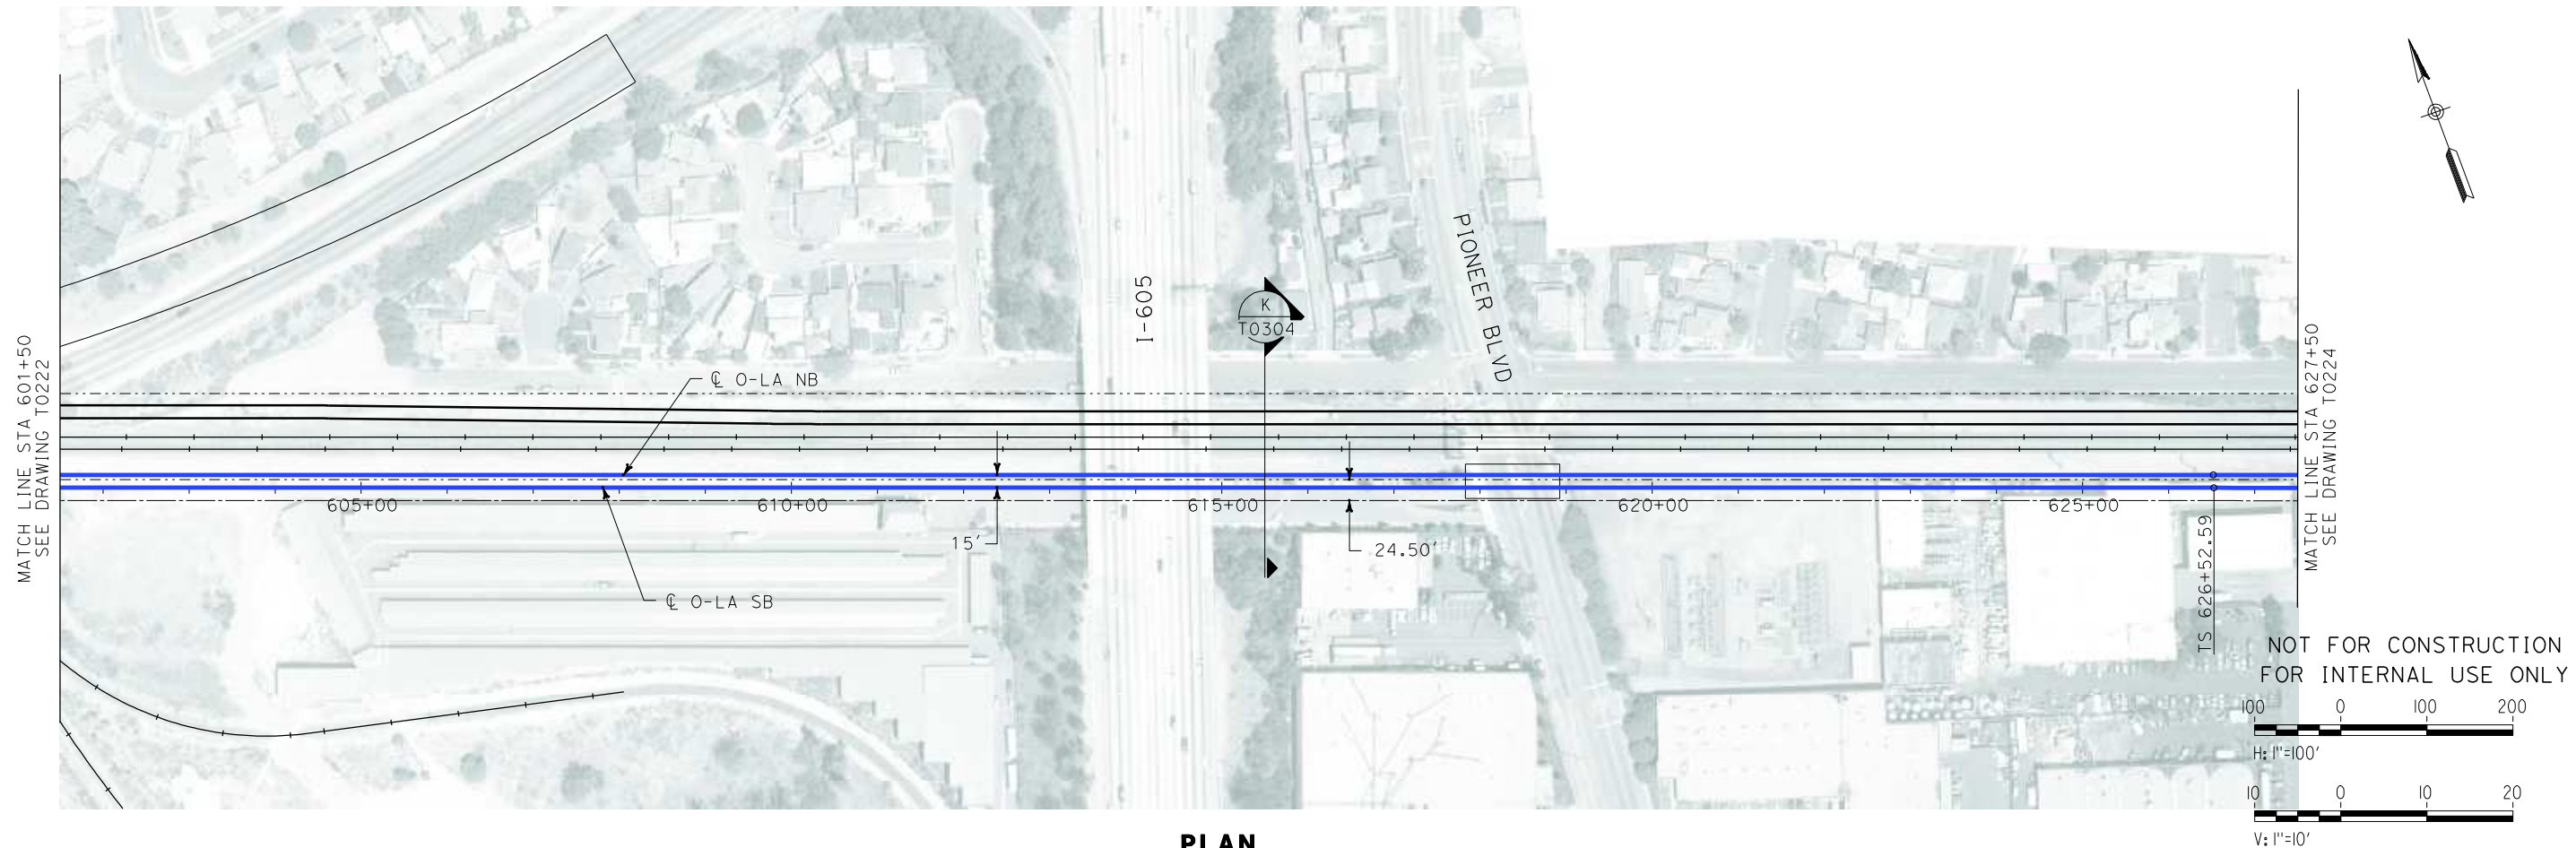 MATCH LINE STA 601+50
SEE DRAWING T0222
℄ O-LA NB
I-605
K
T0304
PIONEER BLVD
MATCH LINE STA 627+50
SEE DRAWING T0224
605+00
610+00
615+00
620+00
625+00
15'
24.50'
℄ O-LA SB
TS 626+52.59
NOT FOR CONSTRUCTION
FOR INTERNAL USE ONLY
100 0 100 200
H: 1"=100'
10 0 10 20
V: 1"=10'
PLAN